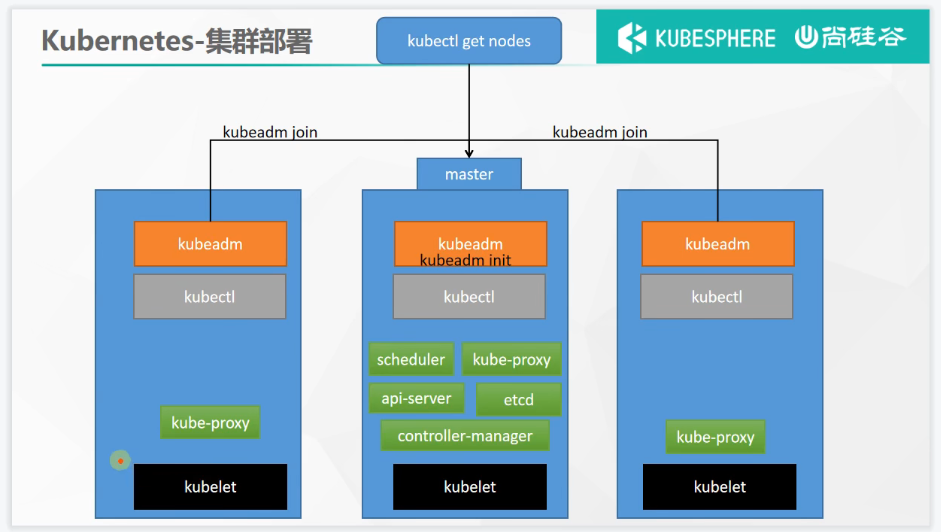 Kubernetes-集群部署
kubectl get nodes
KUBESPHERE 尚硅谷
kubeadm join
kubeadm join
master
kubeadm
kubectl
kube-proxy
kubelet
kubeadm
kubeadm init
kubectl
scheduler
kube-proxy
api-server
etcd
controller-manager
kubelet
kubeadm
kubectl
kube-proxy
kubelet